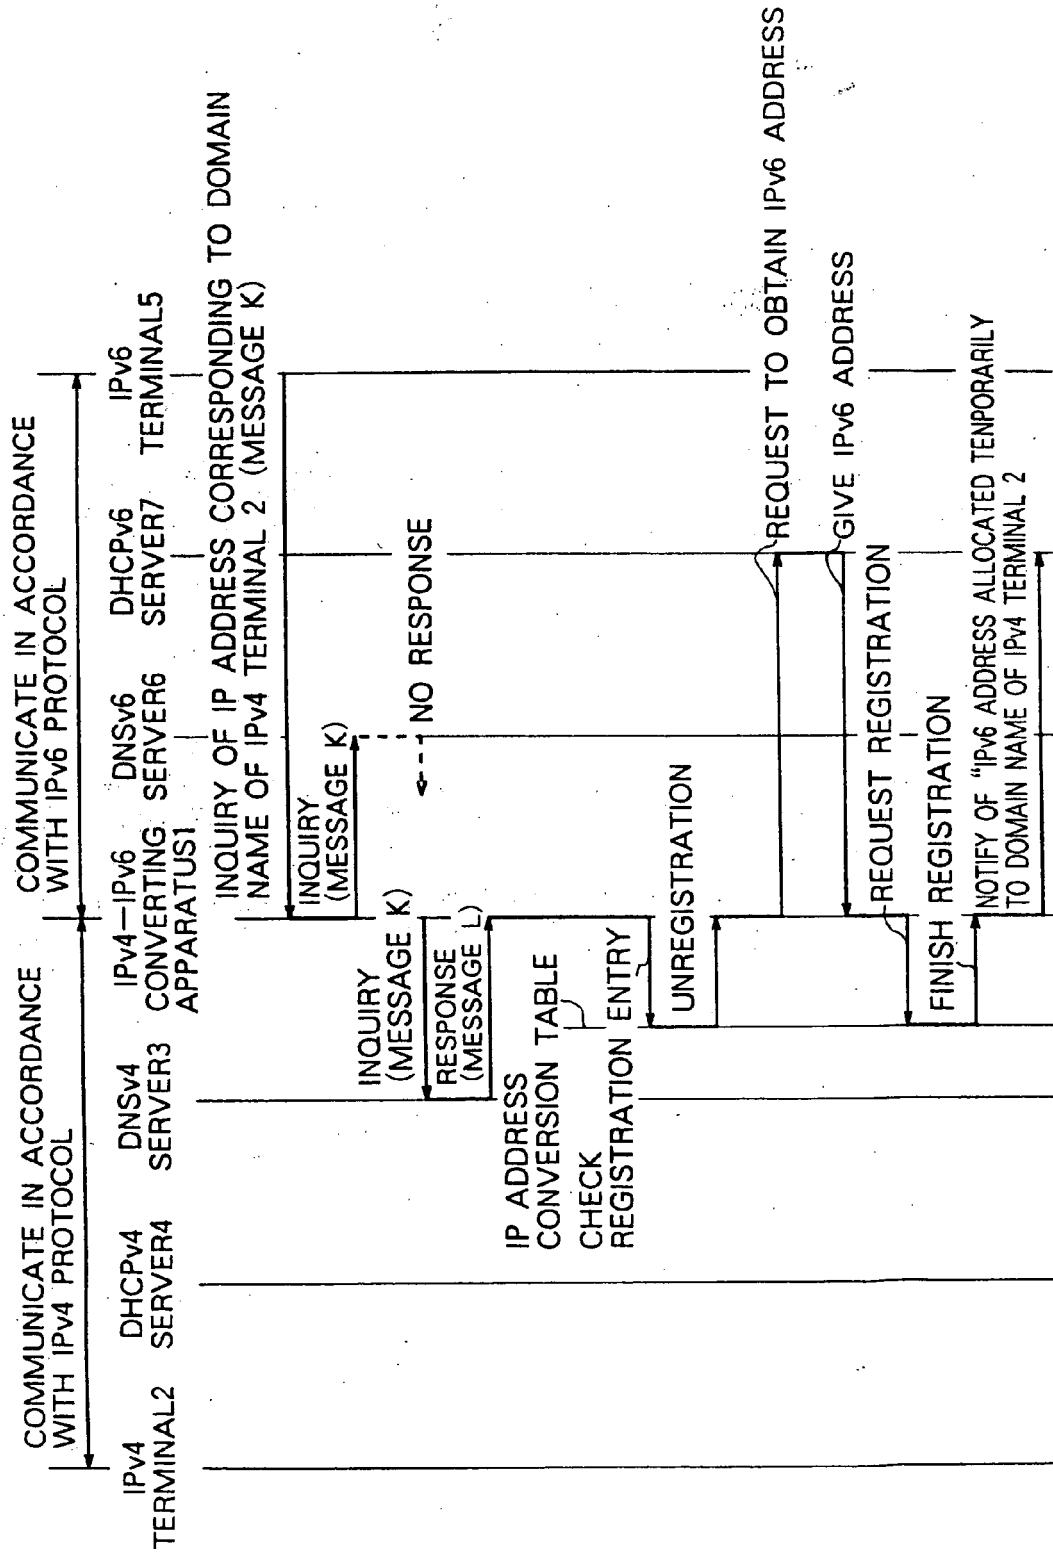 COMMUNICATE IN ACCORDANCE
WITH IPv4 PROTOCOL
COMMUNICATE IN ACCORDANCE
WITH IPv6 PROTOCOL
IPv4
TERMINAL2
DHCPv4
SERVER4
DNSv4
SERVER3
IPv4—IPv6
CONVERTING
APPARATUS1
DNSv6
SERVER6
DHCPv6
SERVER7
IPv6
TERMINAL5
INQUIRY OF IP ADDRESS CORRESPONDING TO DOMAIN
NAME OF IPv4 TERMINAL 2 (MESSAGE K)
INQUIRY
(MESSAGE K)
NO RESPONSE
INQUIRY
(MESSAGE K)
RESPONSE
(MESSAGE L)
IP ADDRESS
CONVERSION TABLE
CHECK
REGISTRATION ENTRY
UNREGISTRATION
REQUEST TO OBTAIN IPv6 ADDRESS
GIVE IPv6 ADDRESS
REQUEST REGISTRATION
FINISH REGISTRATION
NOTIFY OF "IPv6 ADDRESS ALLOCATED TENPORARILY
TO DOMAIN NAME OF IPv4 TERMINAL 2